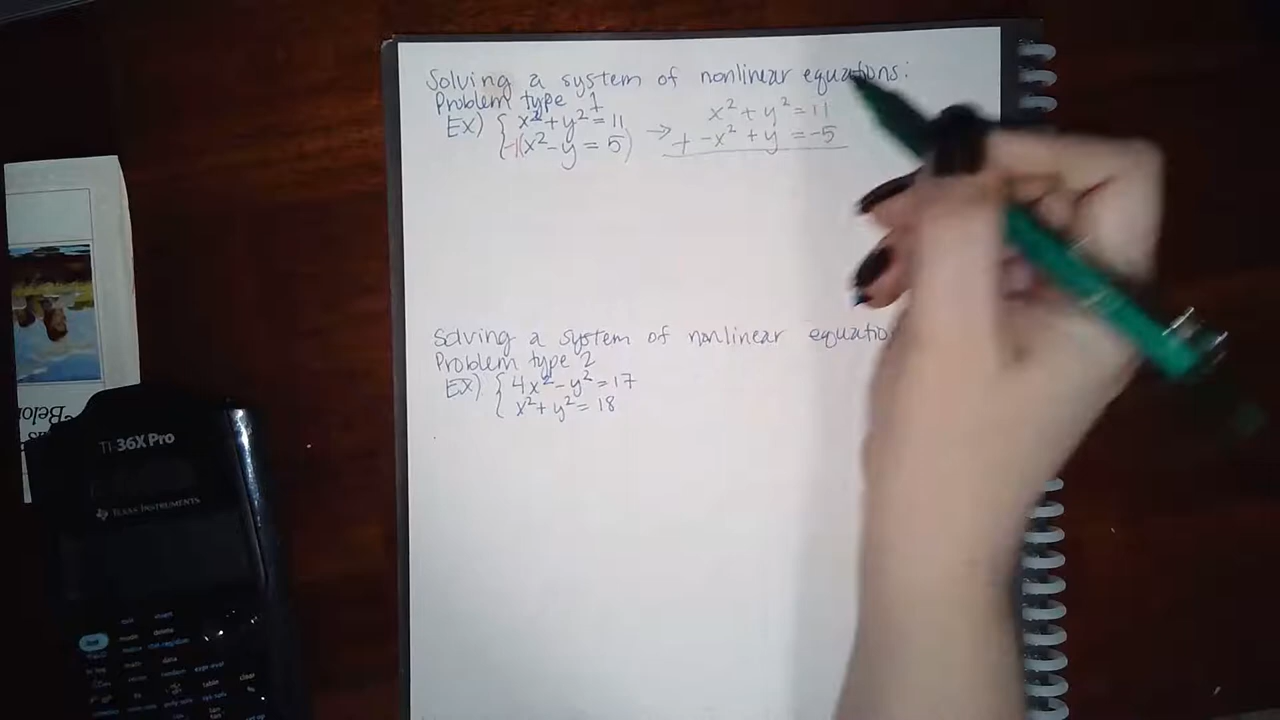 Solving a system of nonlinear equations:
Problem type 1
Ex) { x²+y²=11
-1(x²-y=5)
→ x²+y²=11
+ -x²+y=-5
Solving a system of nonlinear
Problem type 2
Ex) { 4x²-y²=17
x²+y²=18
TI-36X Pro
TEXAS INSTRUMENTS